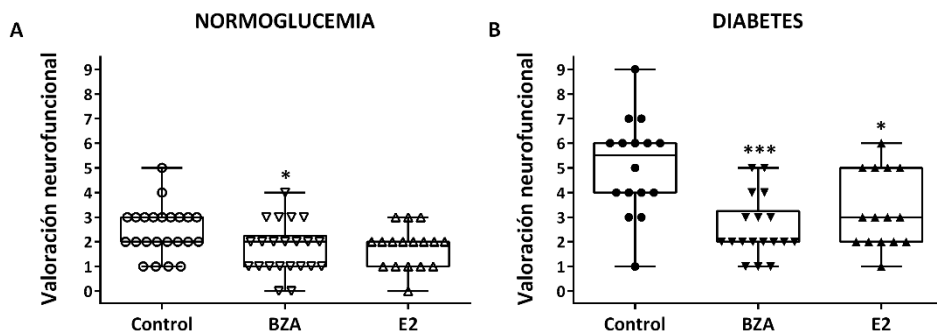 A
NORMOGLUCEMIA
Valoración neurofuncional
9
8
7
6
5
4
3
2
1
0
*
Control
BZA
E2
B
DIABETES
Valoración neurofuncional
9
8
7
6
5
4
3
2
1
0
***
*
Control
BZA
E2